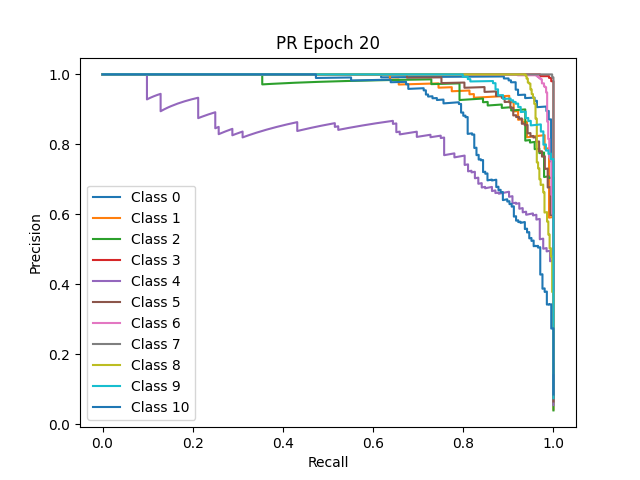 PR Epoch 20
1.0
0.8
0.6
0.4
0.2
0.0
Precision
Class 0
Class 1
Class 2
Class 3
Class 4
Class 5
Class 6
Class 7
Class 8
Class 9
Class 10
0.0 0.2 0.4 0.6 0.8 1.0
Recall